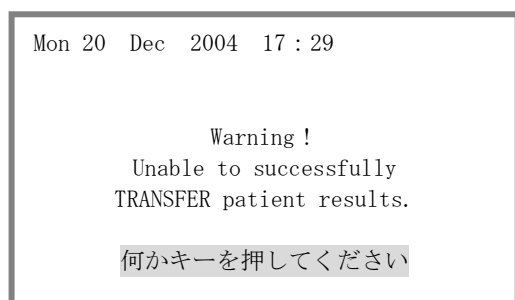 Mon 20 Dec 2004 17：29
Warning！
Unable to successfully
TRANSFER patient results.
何かキーを押してください